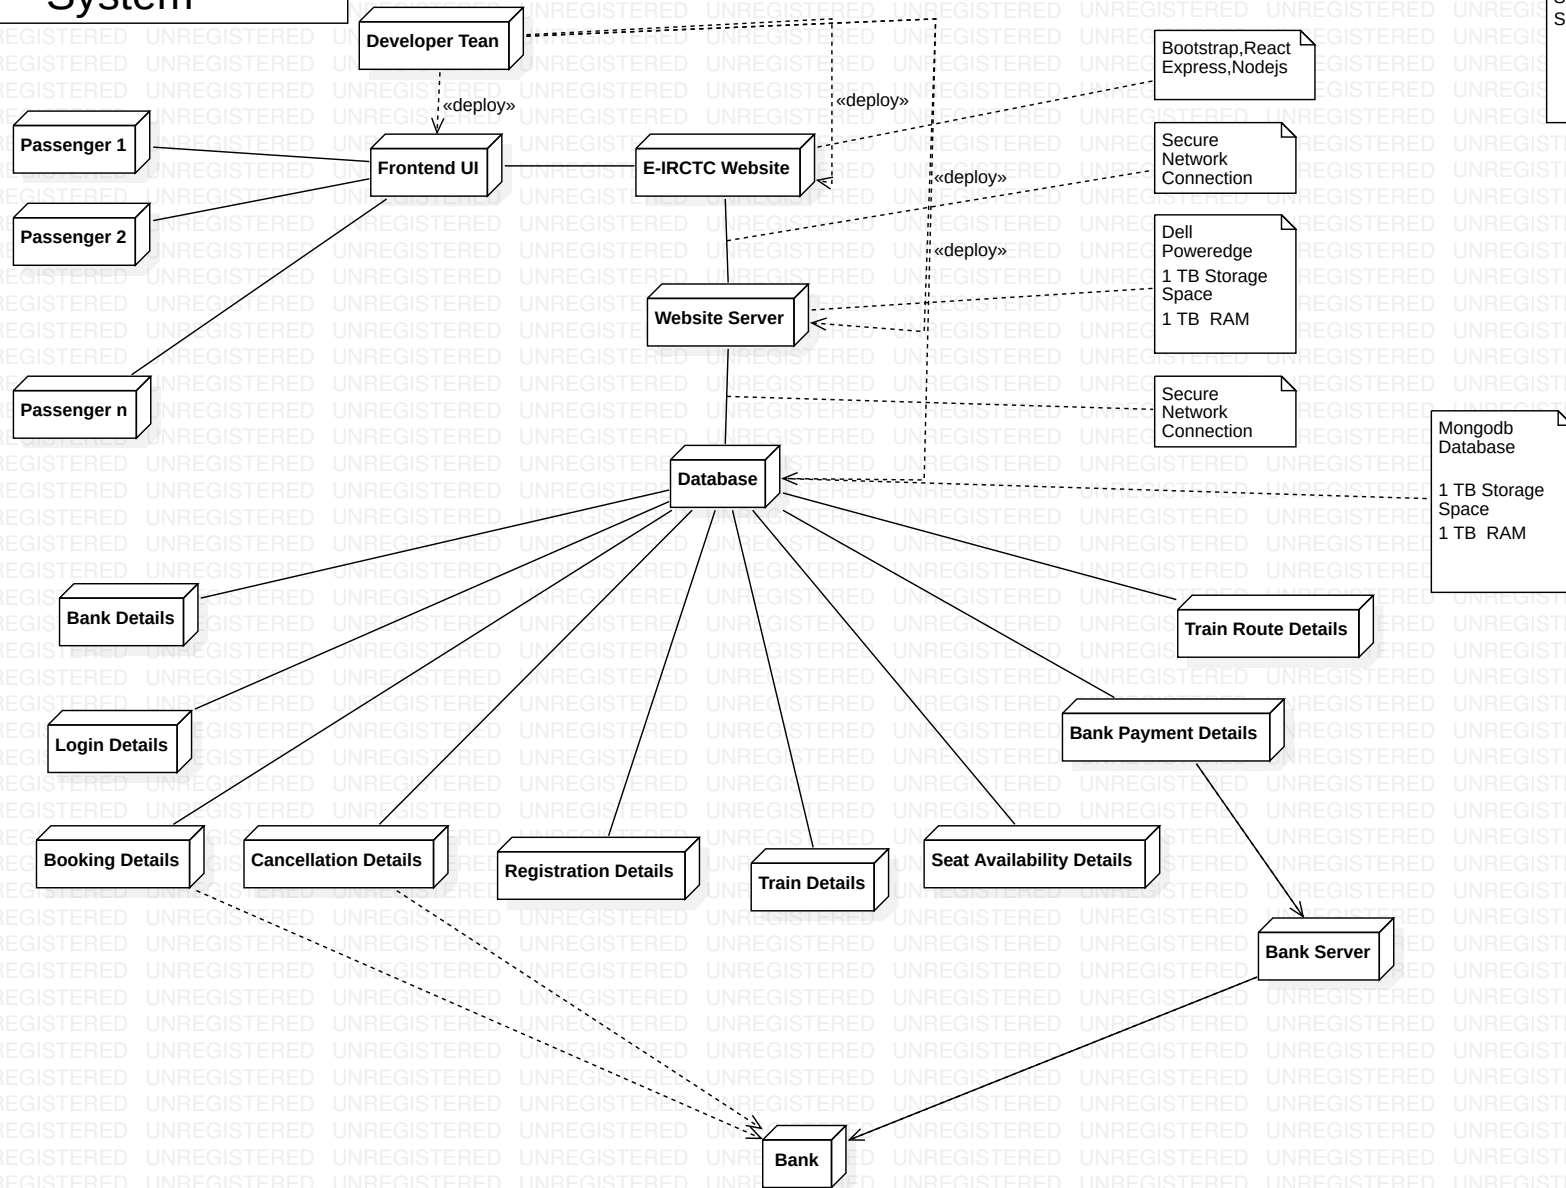 System
Developer Tean
«deploy»
Passenger 1
Passenger 2
Passenger n
Frontend UI
E-IRCTC Website
«deploy»
«deploy»
«deploy»
Bootstrap,React
Express,Nodejs
Secure
Network
Connection
Dell
Poweredge
1 TB Storage
Space
1 TB  RAM
Website Server
Secure
Network
Connection
Mongodb
Database
1 TB Storage
Space
1 TB  RAM
Database
Bank Details
Train Route Details
Login Details
Bank Payment Details
Booking Details
Cancellation Details
Registration Details
Train Details
Seat Availability Details
Bank Server
Bank
UNREGISTERED